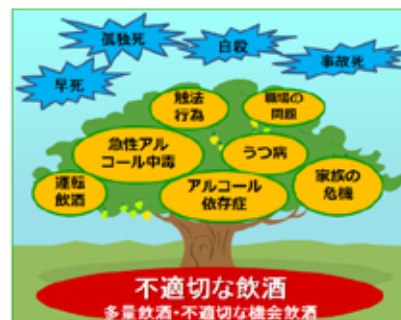 孤独死
自殺
事故死
早死
触法
行為
職場の
問題
急性アル
コール中毒
うつ病
運転
飲酒
アルコール
依存症
家族の
危機
不適切な飲酒
多量飲酒・不適切な機会飲酒